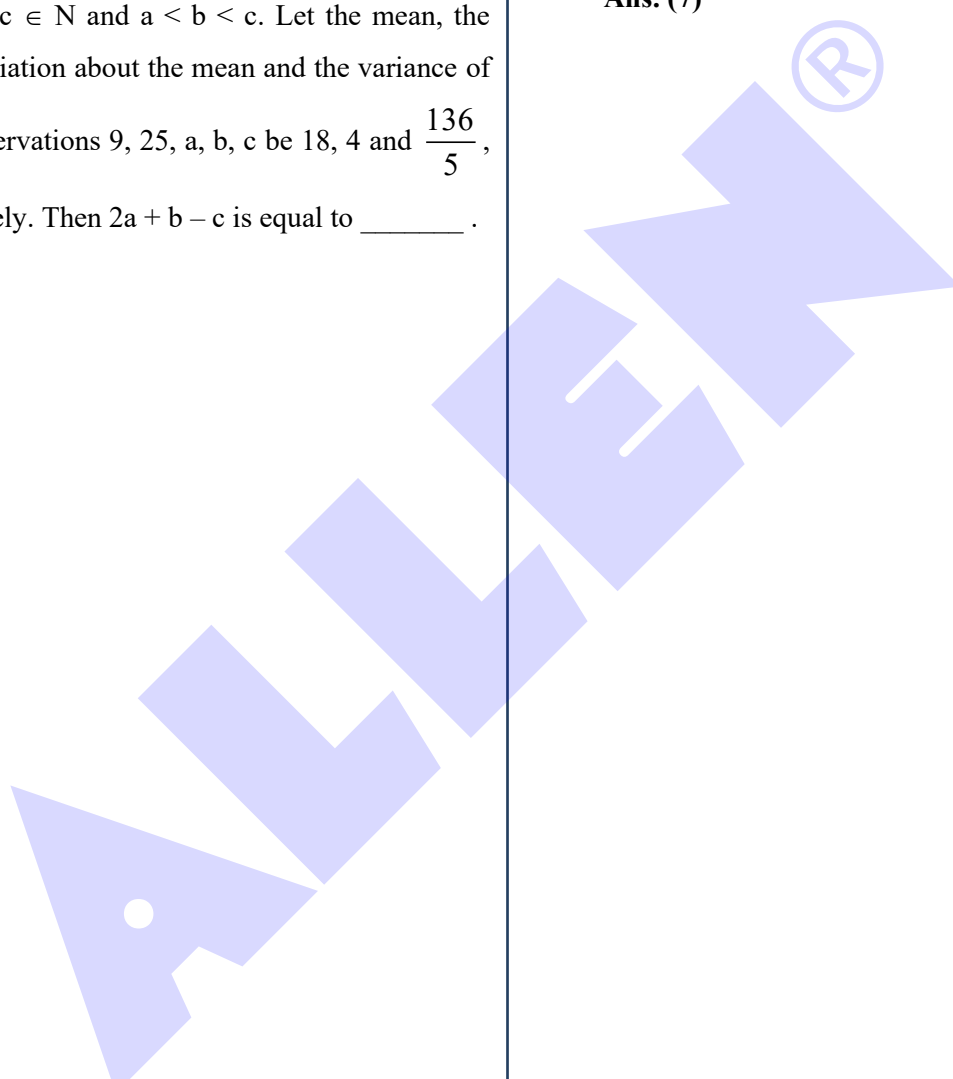 c ∈ N and a < b < c. Let the mean, the
iation about the mean and the variance of
ervations 9, 25, a, b, c be 18, 4 and 136/5,
ely. Then 2a + b – c is equal to _______ .
ALLEN®